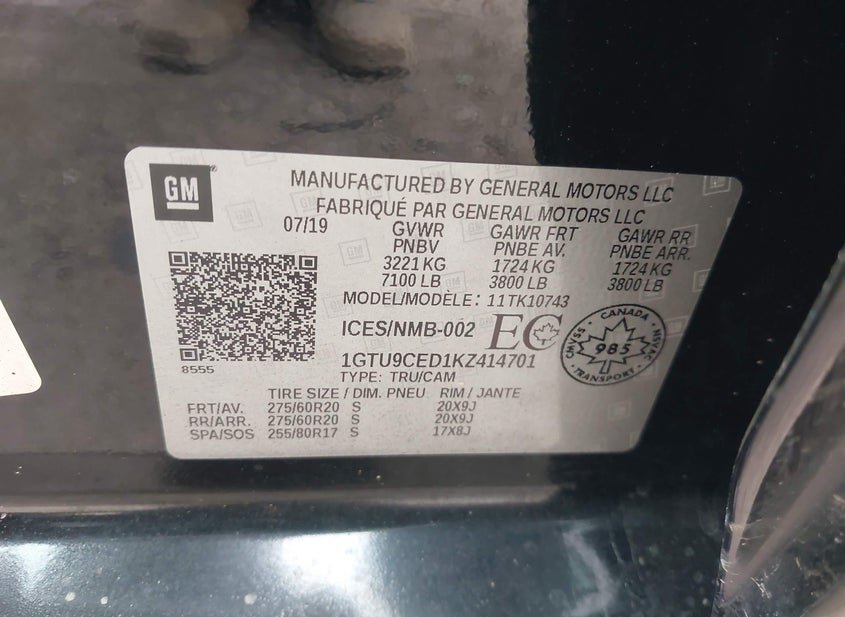 GM
MANUFACTURED BY GENERAL MOTORS LLC
FABRIQUÉ PAR GENERAL MOTORS LLC
07/19 GVWR GAWR FRT GAWR RR
PNBV PNBE AV. PNBE ARR.
3221 KG 1724 KG 1724 KG
7100 LB 3800 LB 3800 LB
MODEL/MODÈLE: 11TK10743
ICES/NMB-002 EC
1GTU9CED1KZ414701
TYPE: TRU/CAM
8555
CANADA
CMVSS 985 NSVAC
TRANSPORT
TIRE SIZE / DIM. PNEU RIM / JANTE
FRT/AV. 275/60R20 S 20X9J
RR/ARR. 275/60R20 S 20X9J
SPA/SOS 255/80R17 S 17X8J